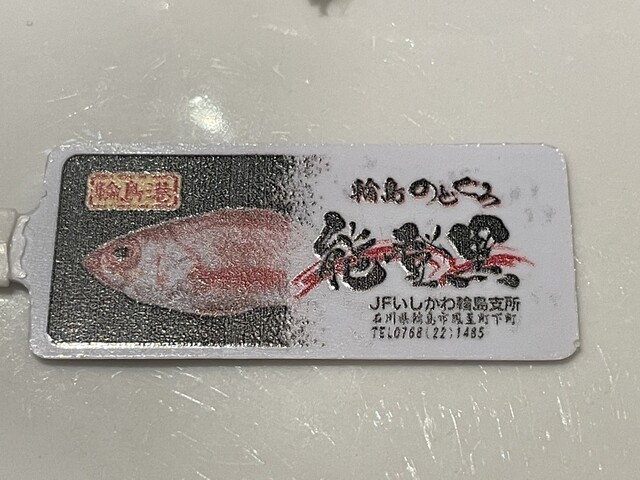 輪島港
輪島のどぐろ
能登黒
JFいしかわ輪島支所
石川県輪島市鳳至町下町
TEL0768(22)1485